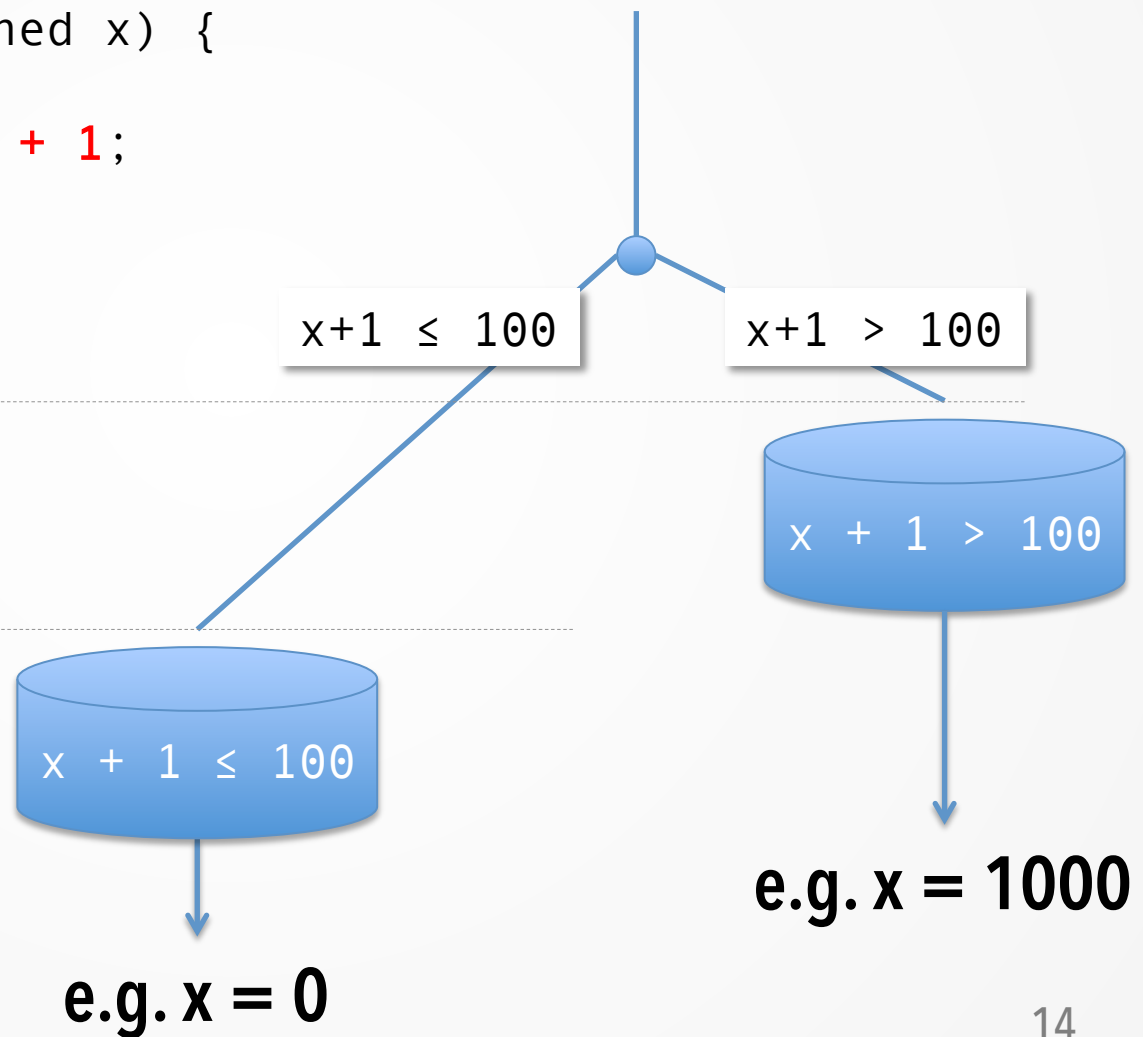 ned x) {
+ 1;
x+1 ≤ 100
x+1 > 100
x + 1 > 100
x + 1 ≤ 100
e.g. x = 1000
e.g. x = 0
14